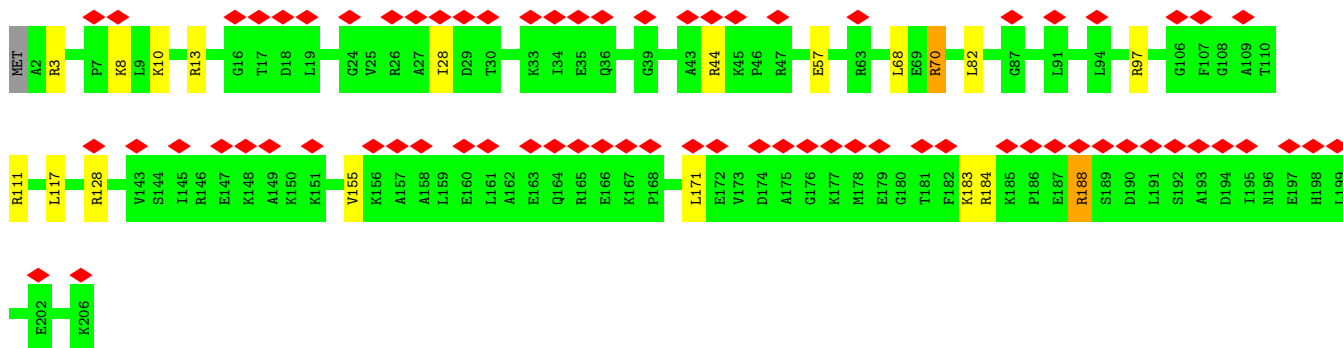 MET A2 R3 P7 K8 L9 K10 R13 G16 T17 D18 L19 G24 V25 R26 A27 I28 D29 T30 K33 I34 E35 Q36 G39 A43 R44 K45 P46 R47 E57 R63 L68 E69 R70 L82 G87 L91 L94 R97 G106 F107 G108 A109 T110
R111 L117 R128 V143 S144 I145 R146 E147 K148 A149 K150 K151 V155 K156 A157 A158 L159 E160 L161 A162 E163 Q164 R165 E166 K167 P168 L171 E172 V173 D174 A175 G176 K177 M178 E179 G180 T181 F182 K183 R184 K185 P186 E187 R188 S189 D190 L191 S192 A193 D194 I195 N196 E197 H198 L199
E202 K206